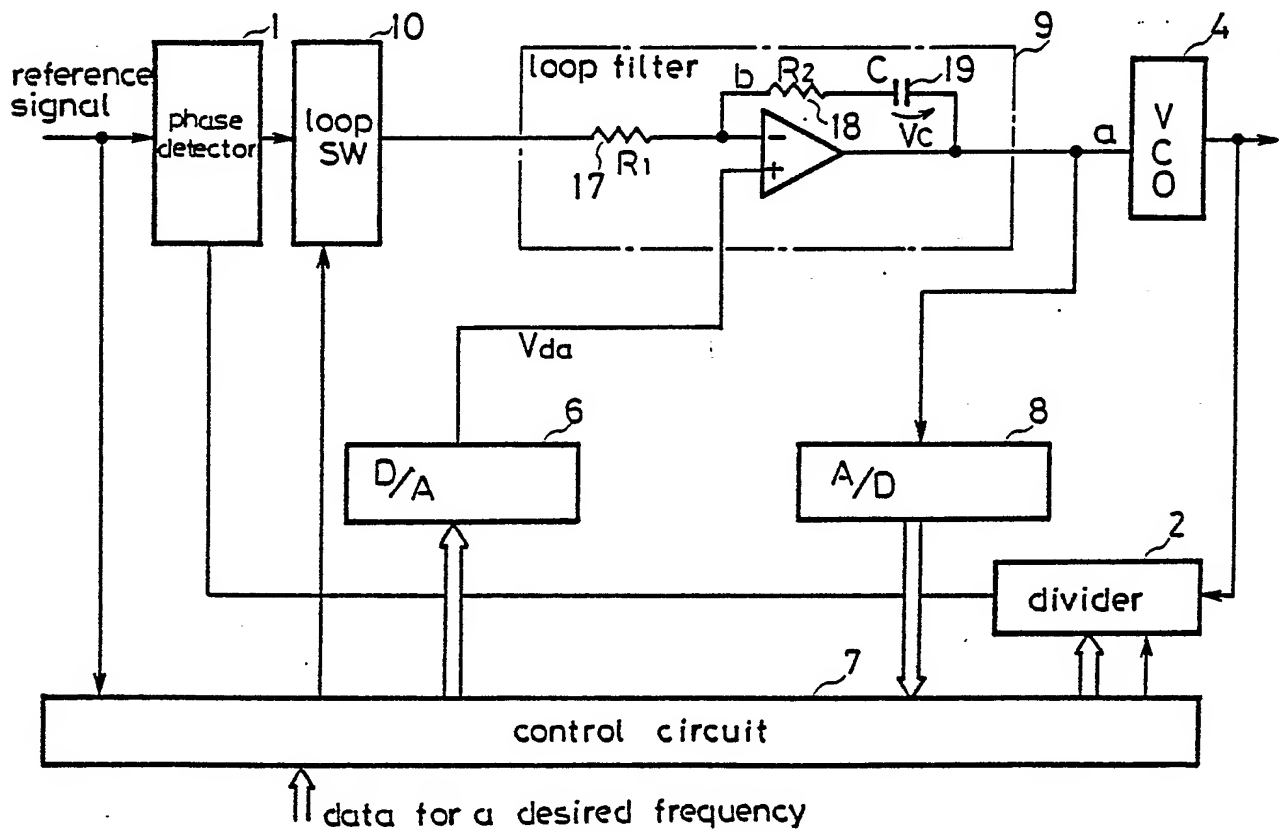 1
10
9
4
reference
signal
phase
detector
loop
SW
loop filter
b
R2
C
19
18
Vc
17
R1
-
+
a
VCO
Vda
6
D/A
8
A/D
2
divider
7
control circuit
data for a desired frequency